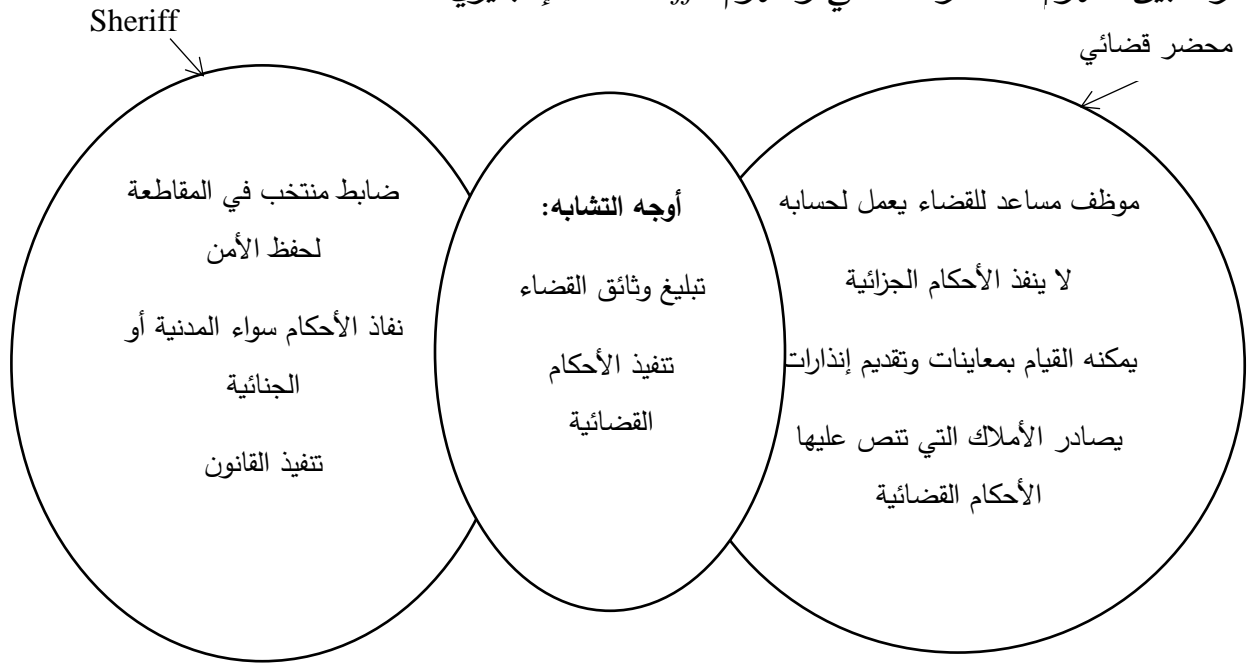 Sheriff
محضر قضائي
موظف مساعد للقضاء يعمل لحسابه
لا ينفذ الأحكام الجزائية
يمكنه القيام بمعاينات وتقديم إنذارات
يصادر الأملاك التي تنص عليها
الأحكام القضائية
أوجه التشابه:
تبليغ وثائق القضاء
تتفيذ الأحكام
القضائية
ضابط منتخب في المقاطعة
لحفظ الأمن
نفاذ الأحكام سواء المدنية أو
الجنائية
تتفيذ القانون